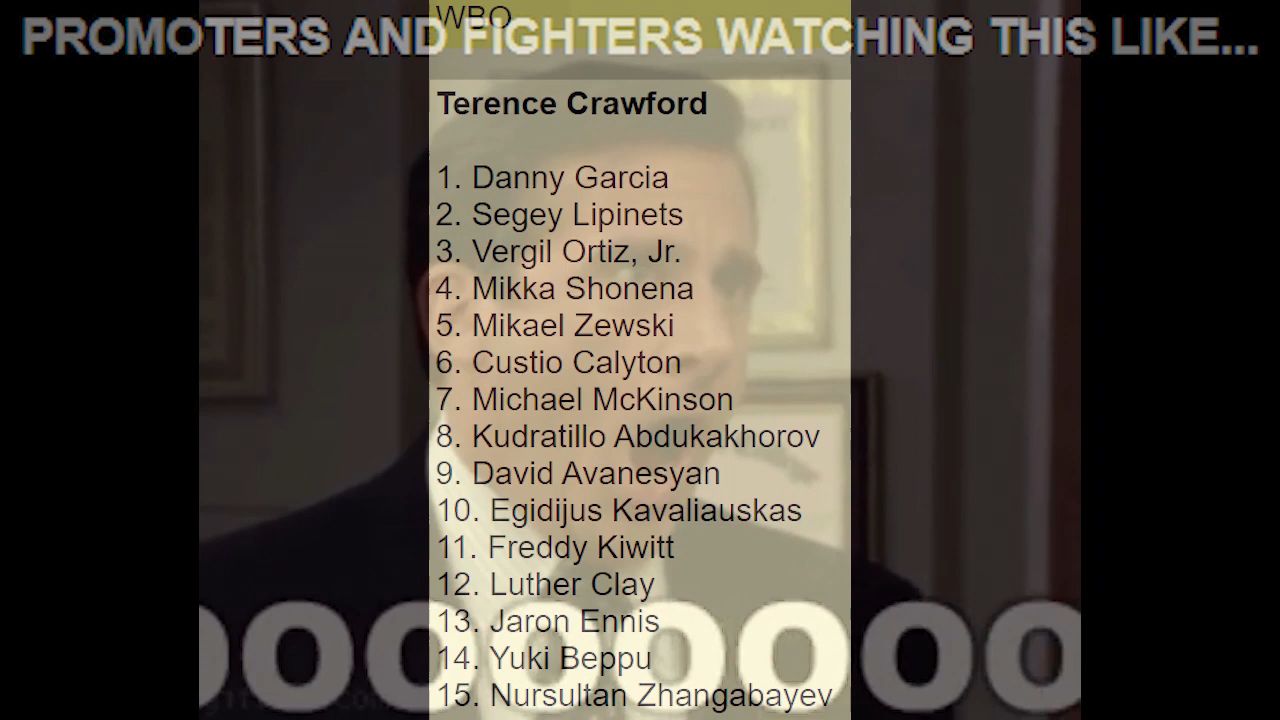 WBO
PROMOTERS AND FIGHTERS WATCHING THIS LIKE...
Terence Crawford
1. Danny Garcia
2. Segey Lipinets
3. Vergil Ortiz, Jr.
4. Mikka Shonena
5. Mikael Zewski
6. Custio Calyton
7. Michael McKinson
8. Kudratillo Abdukakhorov
9. David Avanesyan
10. Egidijus Kavaliauskas
11. Freddy Kiwitt
12. Luther Clay
13. Jaron Ennis
14. Yuki Beppu
15. Nursultan Zhangabayev
OOOOOOOO